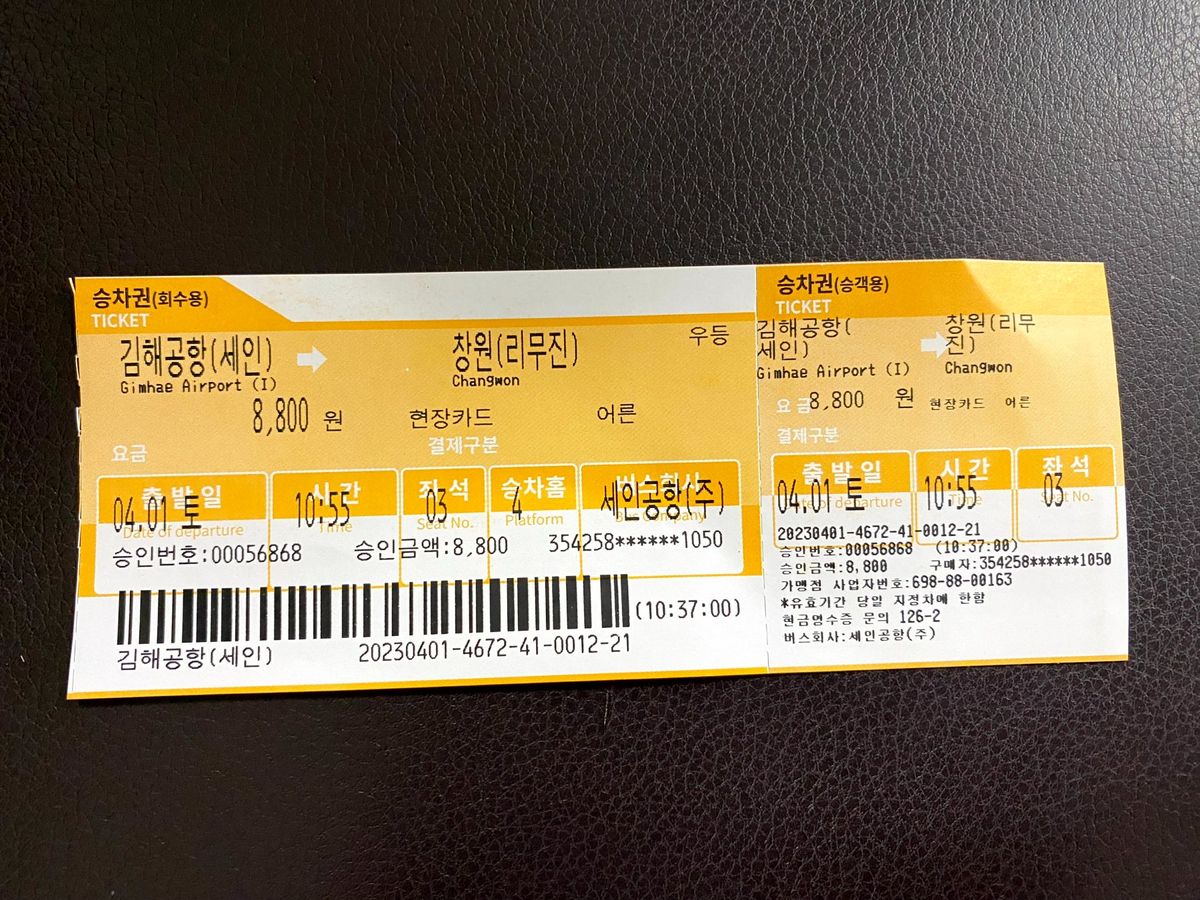 승차권(회수용)
TICKET
김해공항(세인) 창원(리무진) 우등
Gimhae Airport (I) Changwon
8,800 원 현장카드 어른
요금 결제구분
출발일 시간 좌석 승차홈 버스회사
04.01 토 10:55 03 4 세인공항(주)
Date of departure Time Seat No. Platform Bus Company
승인번호:00056868 승인금액:8,800 354258******1050
(10:37:00)
김해공항(세인) 20230401-4672-41-0012-21
승차권(승객용)
TICKET
김해공항( 창원(리무
세인) 진)
Gimhae Airport (I) Changwon
요금 8,800 원 현장카드 어른
결제구분
출발일 시간 좌석
04.01 토 10:55 03
Date of departure Time Seat No.
20230401-4672-41-0012-21
승인번호:00056868 (10:37:00)
승인금액:8,800 구매자:354258******1050
가맹점 사업자번호:698-88-00163
*유효기간 당일 지정차에 한함
현금영수증 문의 126-2
버스회사:세인공항(주)